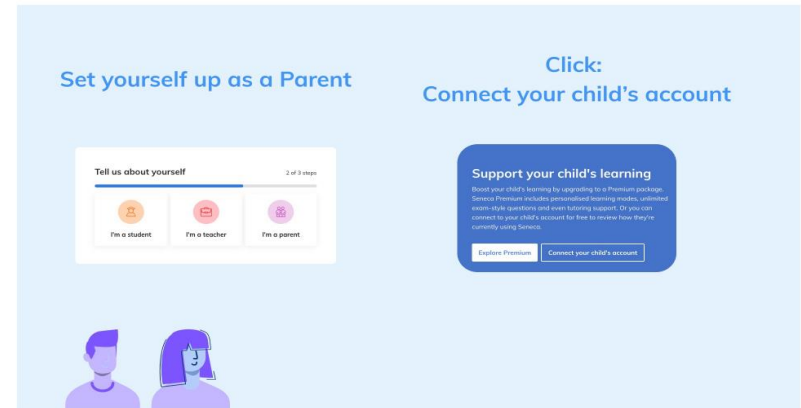 Set yourself up as a Parent
Tell us about yourself
2 of 3 steps
I'm a student
I'm a teacher
I'm a parent
Click:
Connect your child's account
Support your child's learning
Boost your child's learning by upgrading to a Premium package.
Seneca Premium includes personalised learning modes, unlimited
exam-style questions and even tutoring support. Or you can
connect to your child's account for free to review how they're
currently using Seneca.
Explore Premium
Connect your child's account